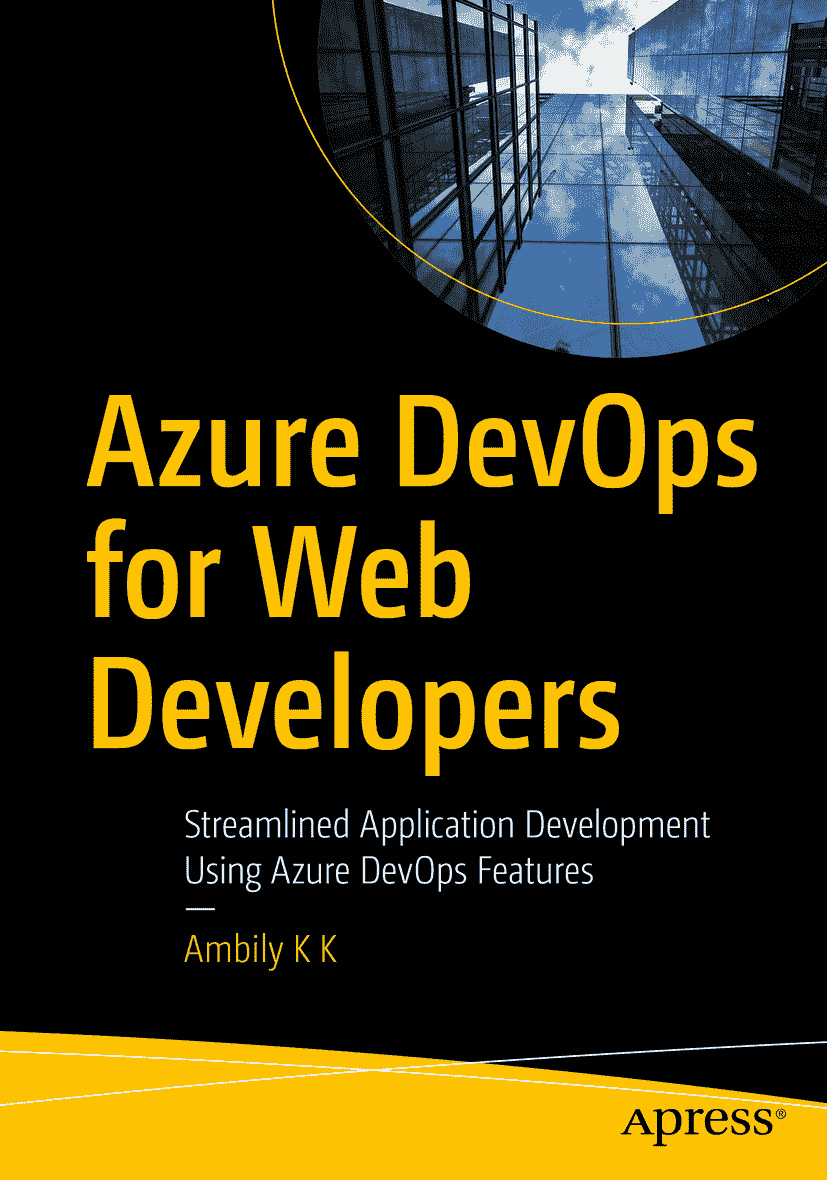 Azure DevOps
for Web
Developers
Streamlined Application Development
Using Azure DevOps Features
Ambily K K
Apress®